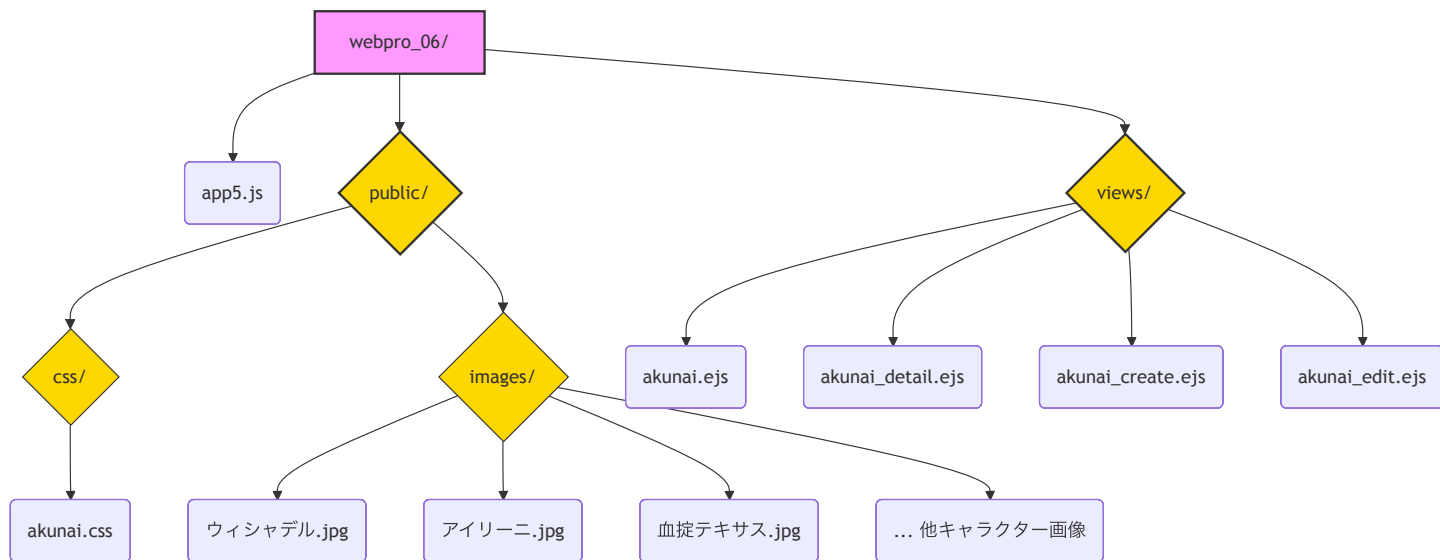 webpro_06/
app5.js
public/
views/
css/
images/
akunai.ejs
akunai_detail.ejs
akunai_create.ejs
akunai_edit.ejs
akunai.css
ウィシャデル.jpg
アイリーニ.jpg
血掟テキサス.jpg
... 他キャラクター画像